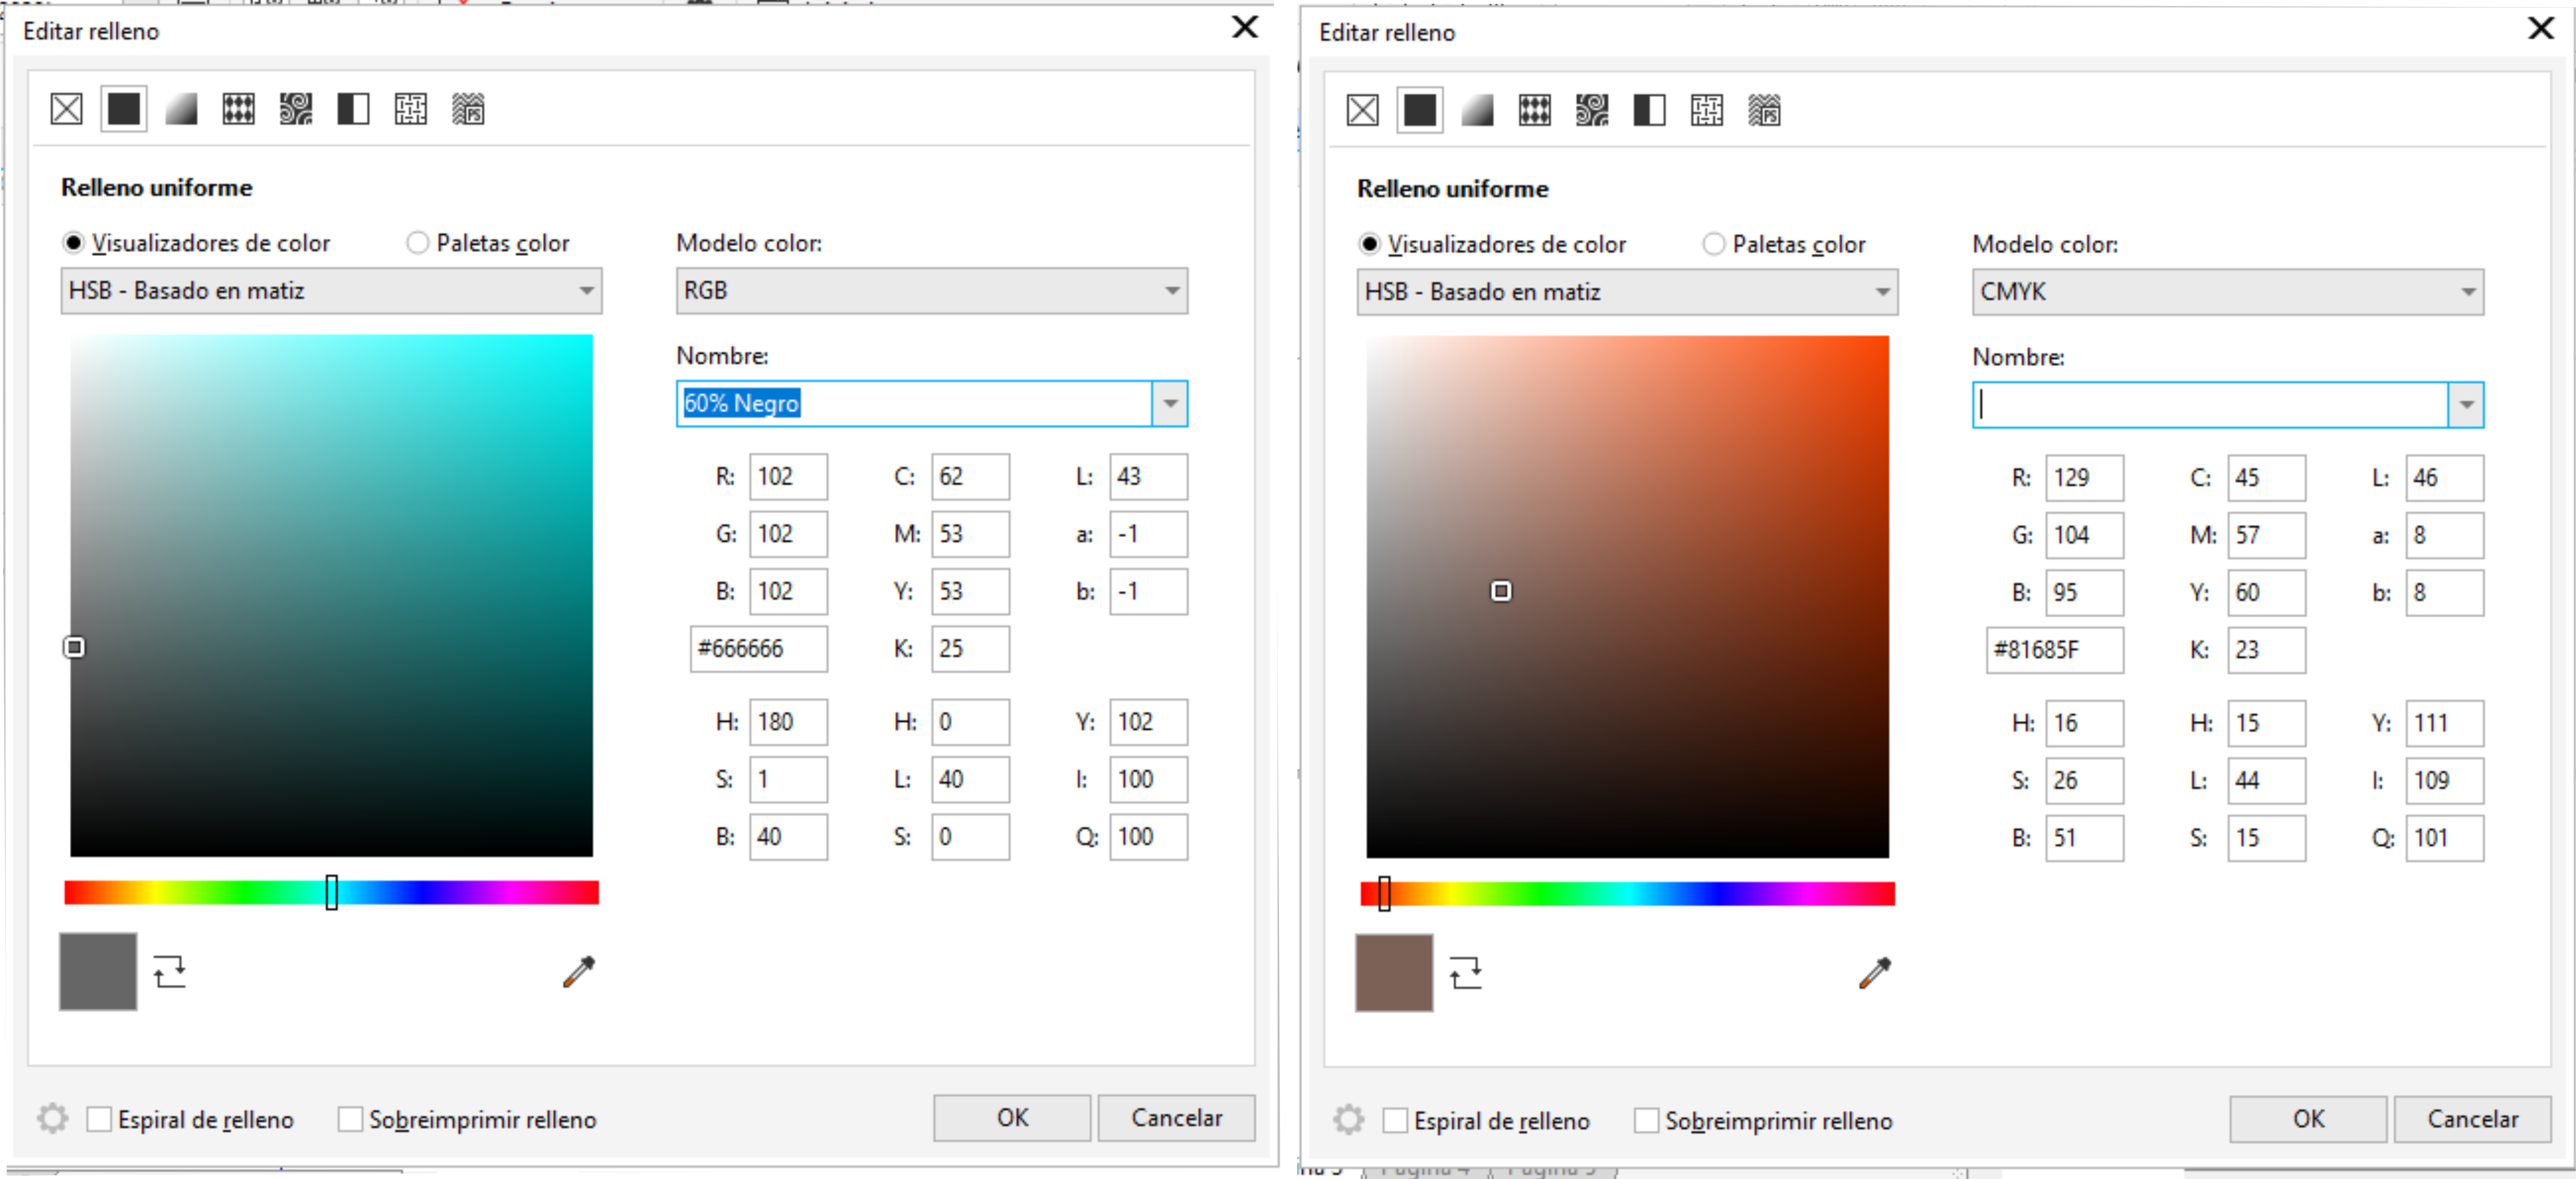 Editar relleno
Relleno uniforme
Visualizadores de color
Paletas color
Modelo color:
HSB - Basado en matiz
RGB
Nombre:
60% Negro
R: 102 C: 62 L: 43
G: 102 M: 53 a: -1
B: 102 Y: 53 b: -1
#666666 K: 25
H: 180 H: 0 Y: 102
S: 1 L: 40 I: 100
B: 40 S: 0 Q: 100
Espiral de relleno
Sobreimprimir relleno
OK
Cancelar
Editar relleno
Relleno uniforme
Visualizadores de color
Paletas color
Modelo color:
HSB - Basado en matiz
CMYK
Nombre:
R: 129 C: 45 L: 46
G: 104 M: 57 a: 8
B: 95 Y: 60 b: 8
#81685F K: 23
H: 16 H: 15 Y: 111
S: 26 L: 44 I: 109
B: 51 S: 15 Q: 101
Espiral de relleno
Sobreimprimir relleno
OK
Cancelar